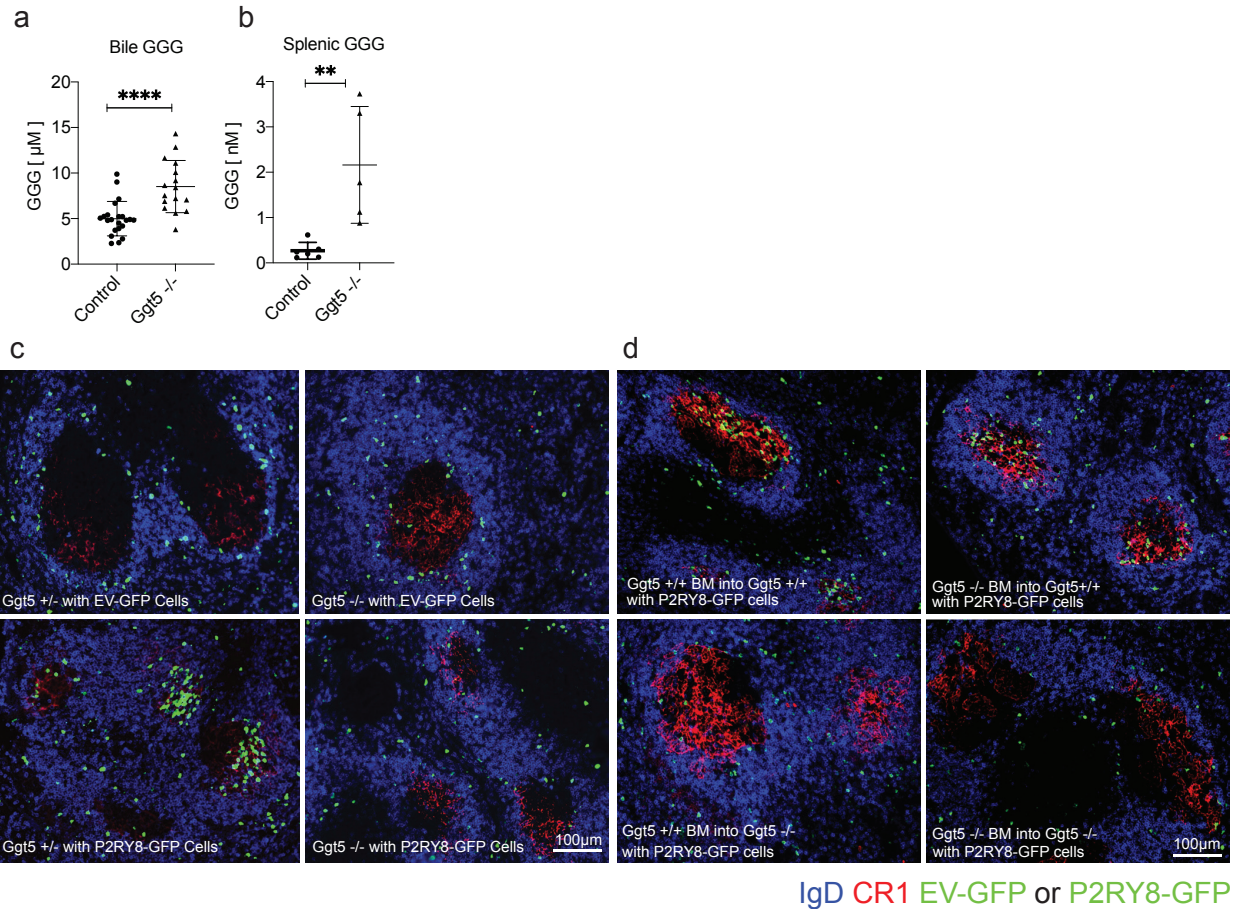 a
Bile GGG
GGG [ µM ]
20
15
10
5
0
****
Control
Ggt5 -/-
b
Splenic GGG
GGG [ nM ]
4
3
2
1
0
**
Control
Ggt5 -/-
c
Ggt5 +/- with EV-GFP Cells
Ggt5 -/- with EV-GFP Cells
Ggt5 +/- with P2RY8-GFP Cells
Ggt5 -/- with P2RY8-GFP Cells
100µm
d
Ggt5 +/+ BM into Ggt5 +/+
with P2RY8-GFP cells
Ggt5 -/- BM into Ggt5+/+
with P2RY8-GFP cells
Ggt5 +/+ BM into Ggt5 -/-
with P2RY8-GFP cells
Ggt5 -/- BM into Ggt5 -/-
with P2RY8-GFP cells
100µm
IgD CR1 EV-GFP or P2RY8-GFP